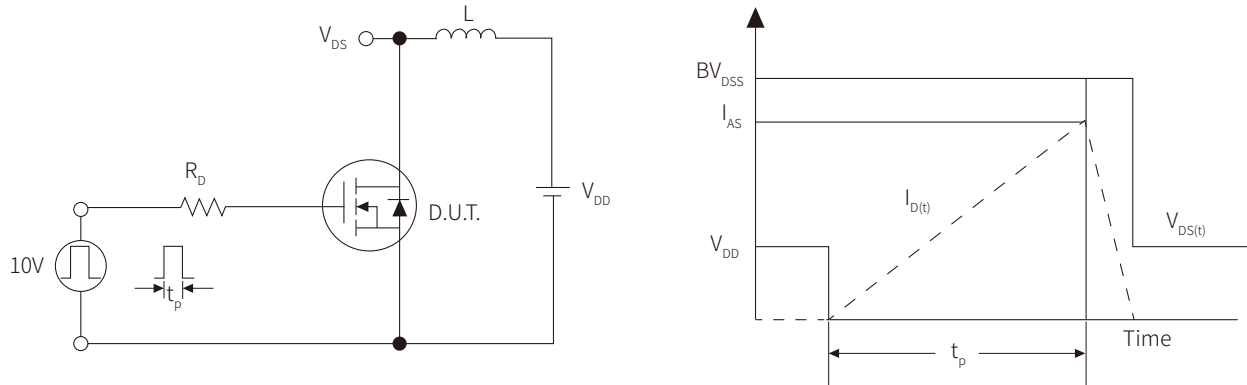 L
V_DS
R_D
D.U.T.
V_DD
10V
t_p
BV_DSS
I_AS
I_D(t)
V_DD
V_DS(t)
Time
t_p